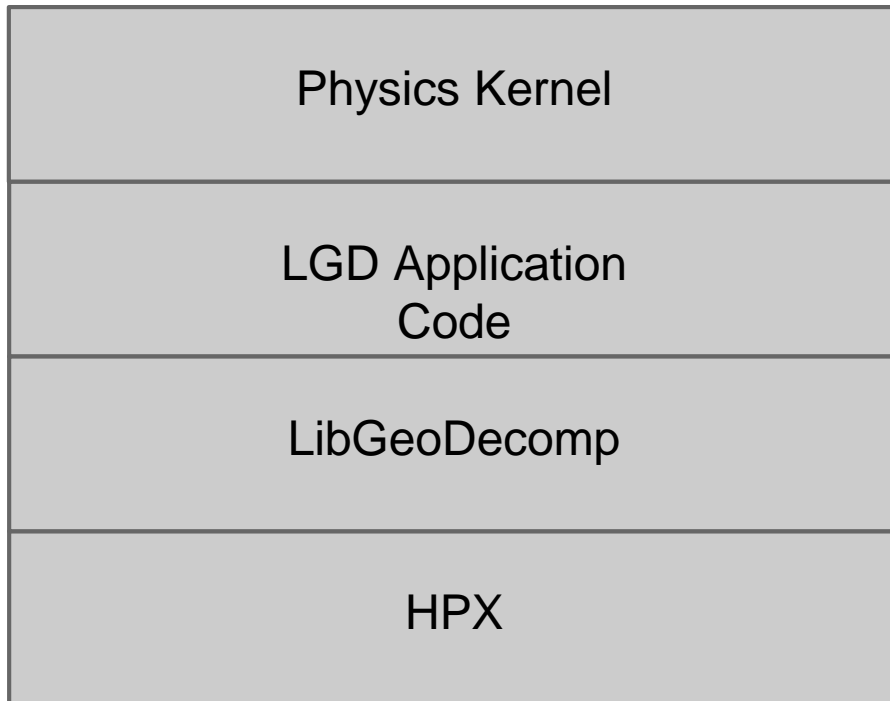 Physics Kernel
LGD Application
Code
LibGeoDecomp
HPX